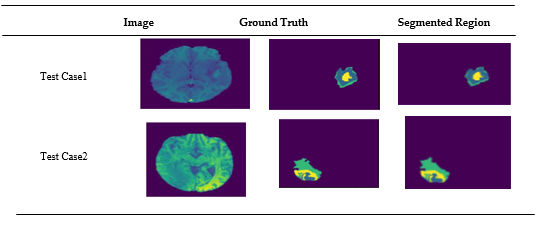 Image Ground Truth Segmented Region
Test Case1
Test Case2